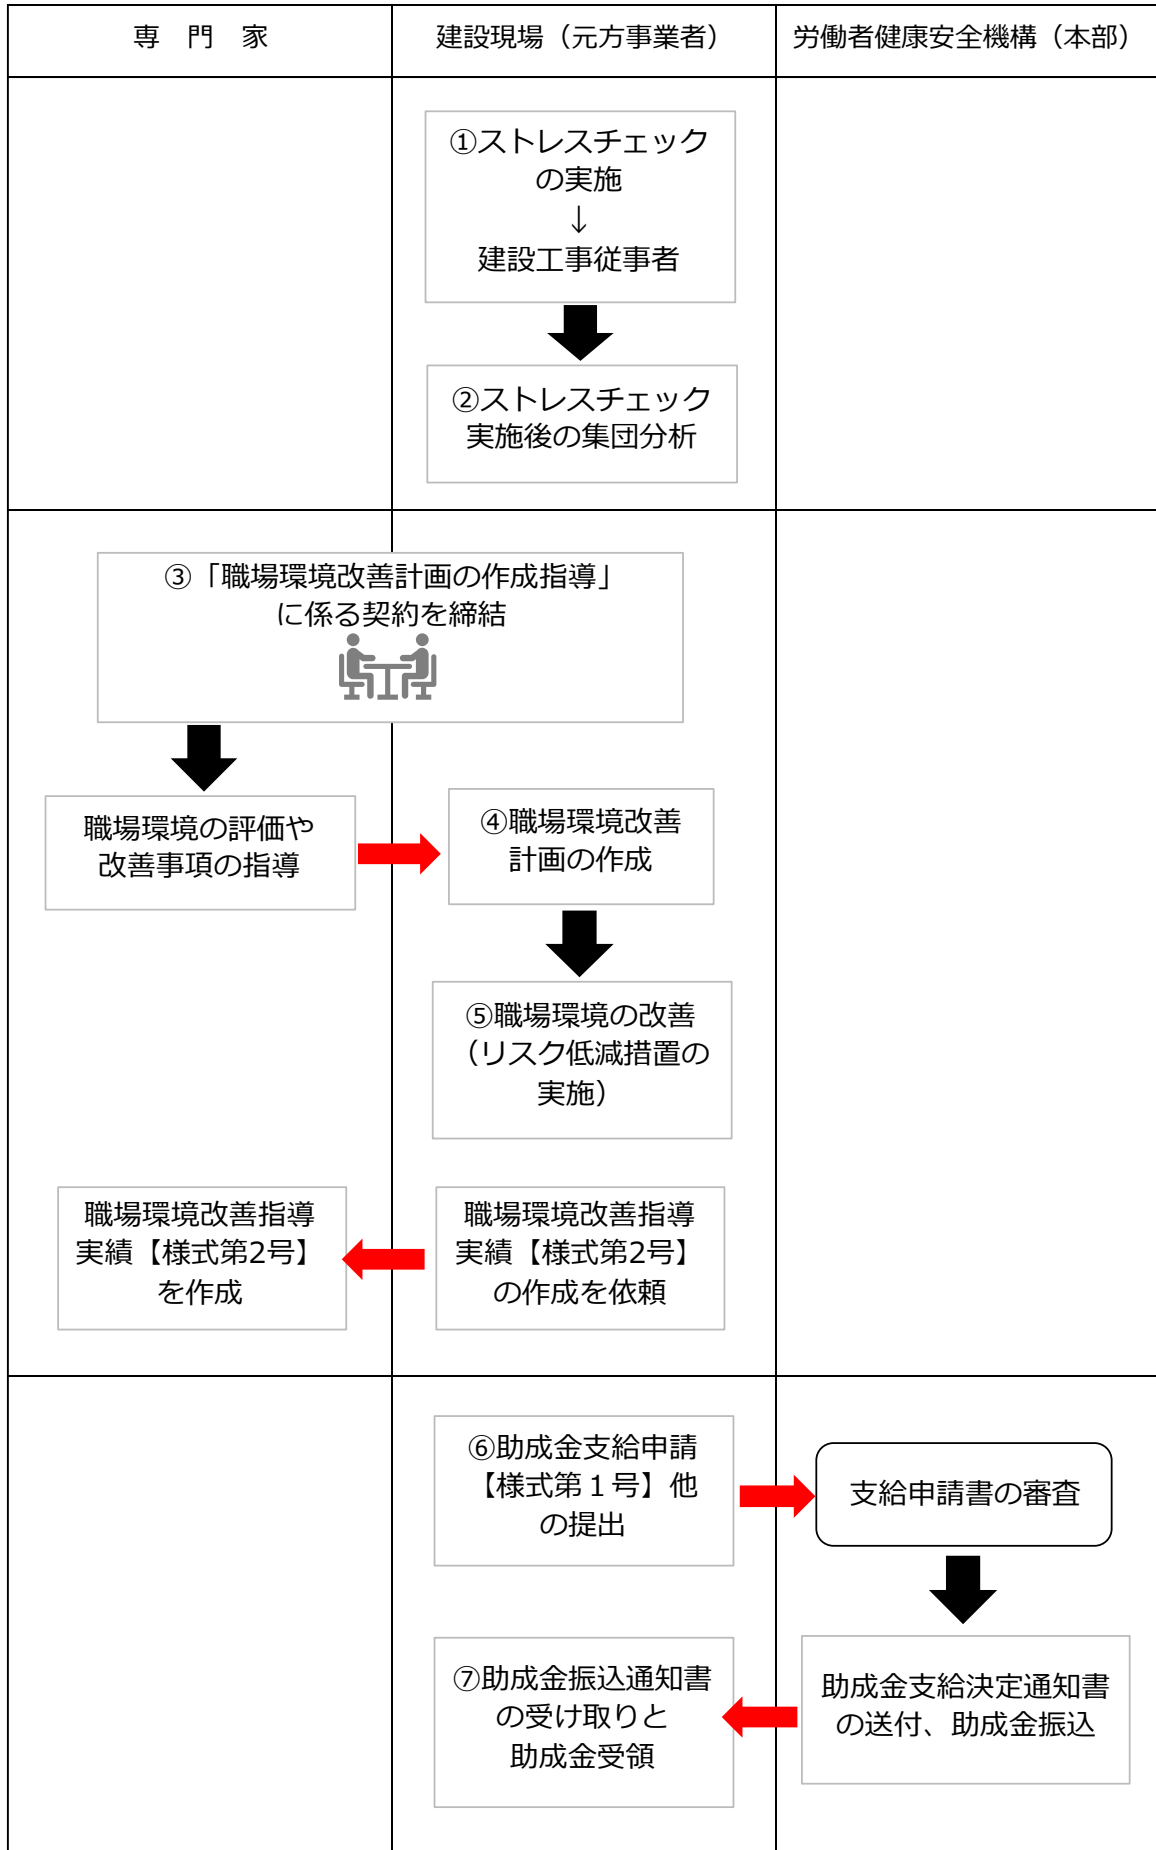 専　門　家
建設現場（元方事業者）
労働者健康安全機構（本部）
①ストレスチェック
の実施
↓
建設工事従事者
②ストレスチェック
実施後の集団分析
③「職場環境改善計画の作成指導」
に係る契約を締結
職場環境の評価や
改善事項の指導
④職場環境改善
計画の作成
⑤職場環境の改善
（リスク低減措置の
実施）
職場環境改善指導
実績【様式第2号】
の作成を依頼
職場環境改善指導
実績【様式第2号】
を作成
⑥助成金支給申請
【様式第１号】他
の提出
支給申請書の審査
助成金支給決定通知書
の送付、助成金振込
⑦助成金振込通知書
の受け取りと
助成金受領